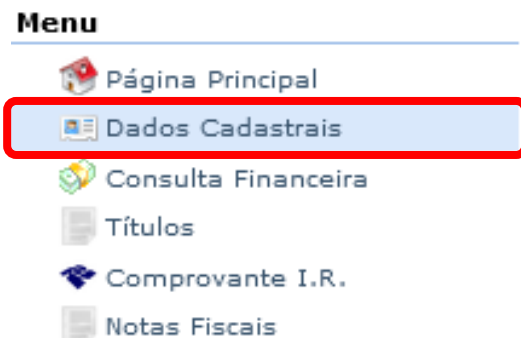 Menu
Página Principal
Dados Cadastrais
Consulta Financeira
Títulos
Comprovante I.R.
Notas Fiscais